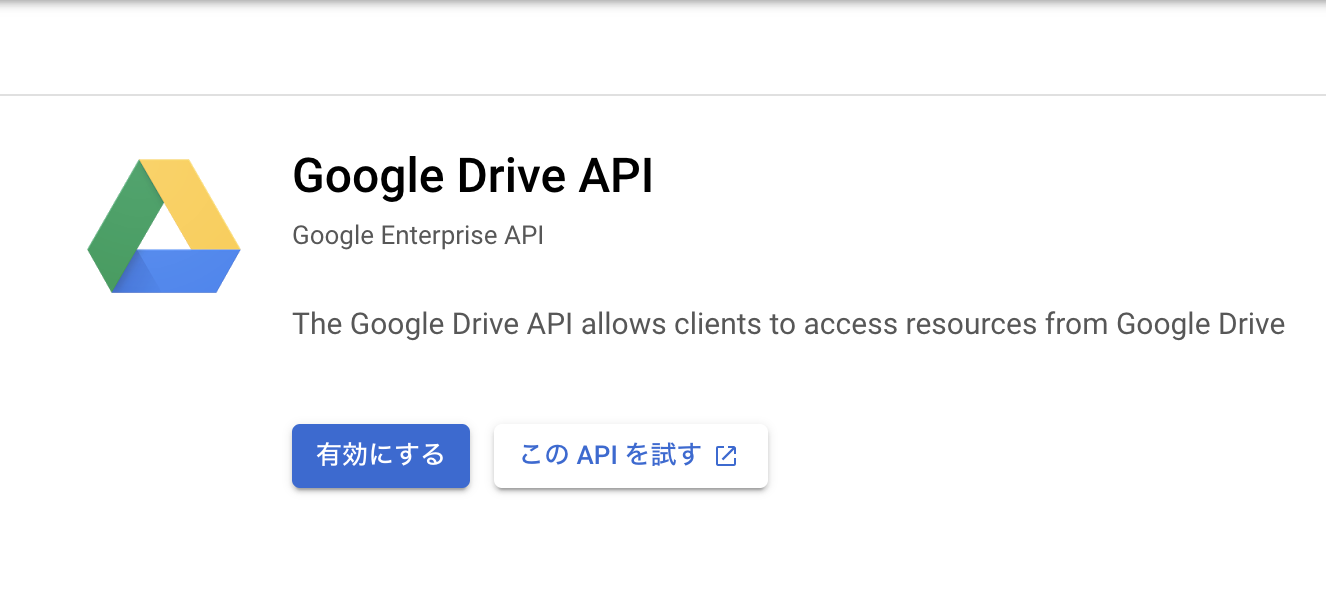 Google Drive API
Google Enterprise API
The Google Drive API allows clients to access resources from Google Drive
有効にする
この API を試す